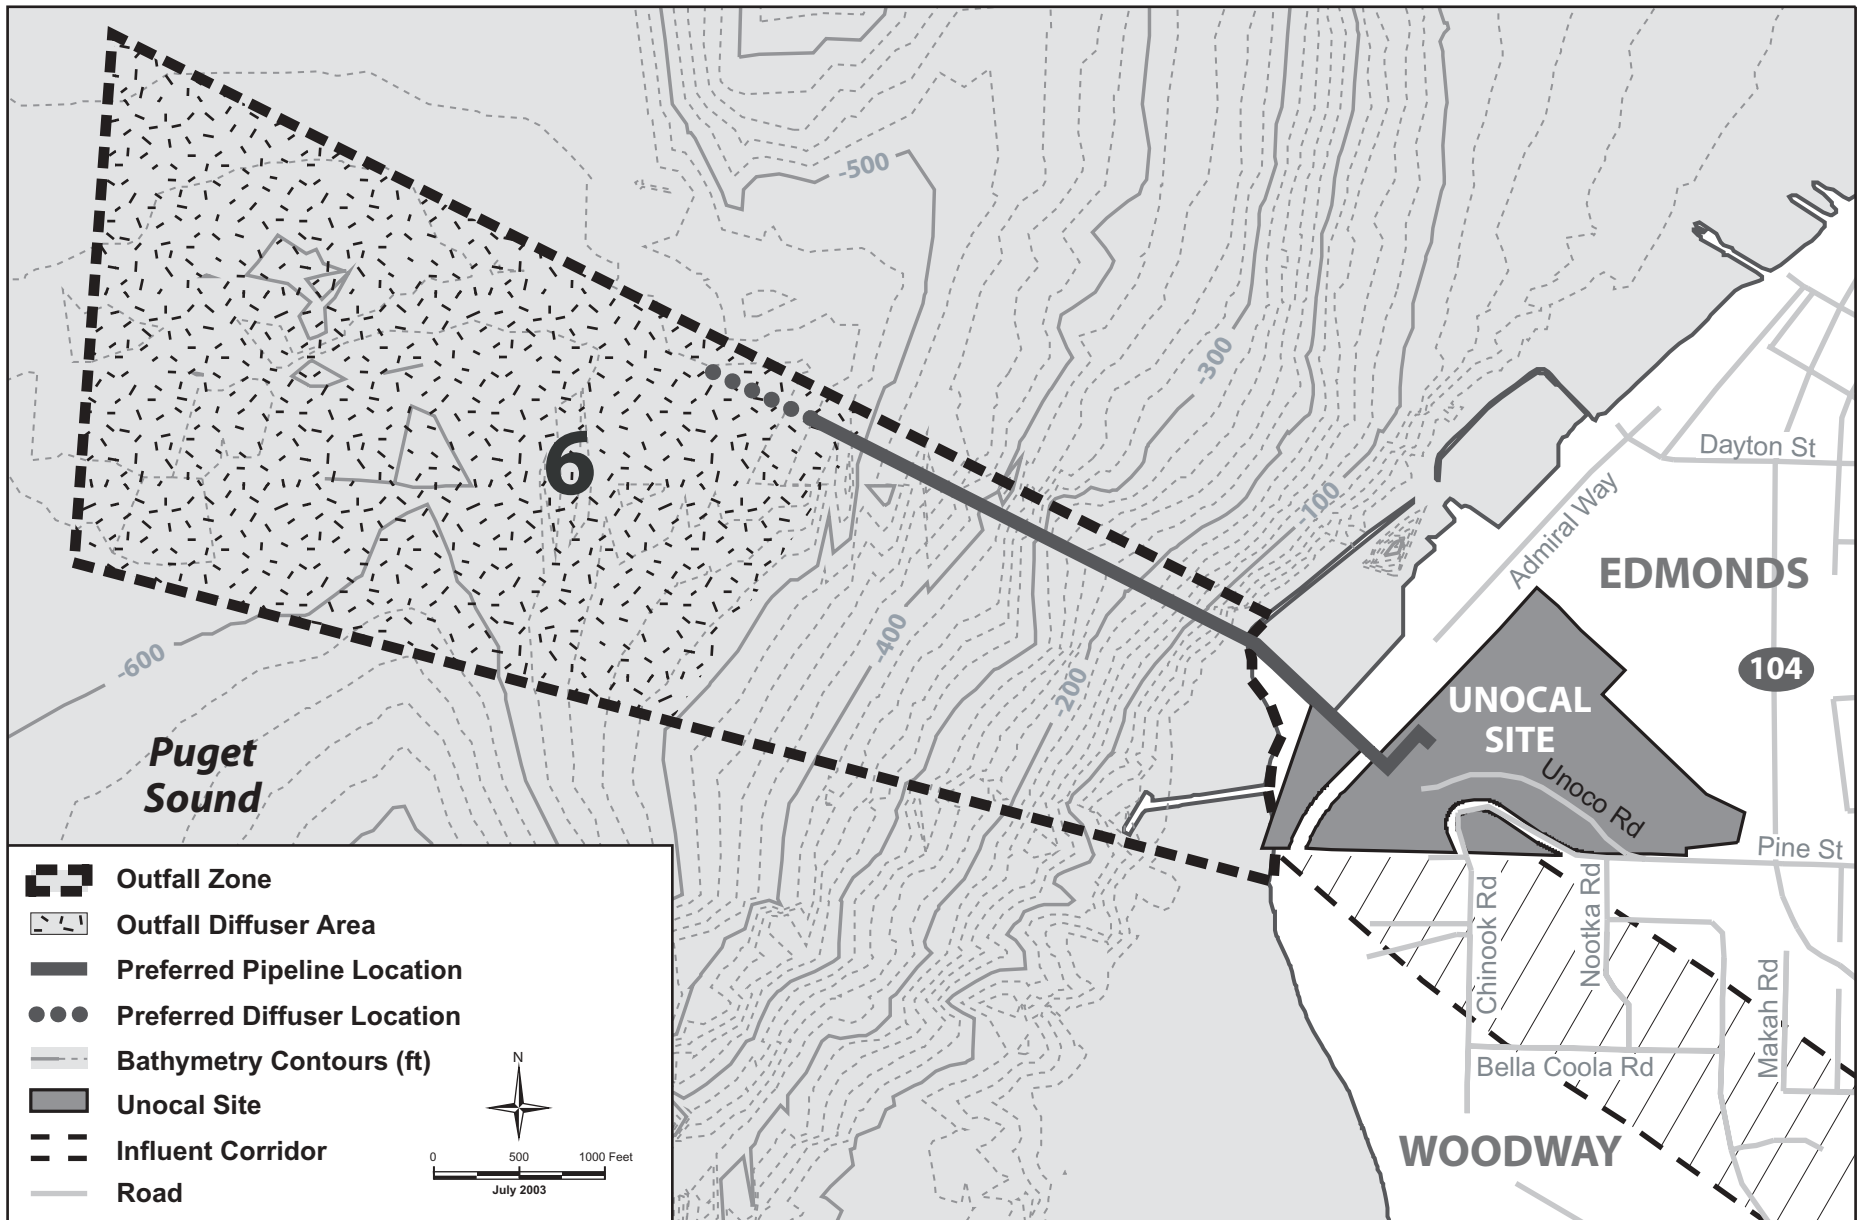 -500
-300
Dayton St
6
100
Admiral Way
EDMONDS
-400
-600
-200
104
UNOCAL
SITE
Puget
Sound
Unoco Rd
Pine St
Outfall Zone
Outfall Diffuser Area
Preferred Pipeline Location
Preferred Diffuser Location
Bathymetry Contours (ft)
Unocal Site
Influent Corridor
Road
N
0 500 1000 Feet
July 2003
Chinook Rd
Nootka Rd
Makah Rd
Bella Coola Rd
WOODWAY